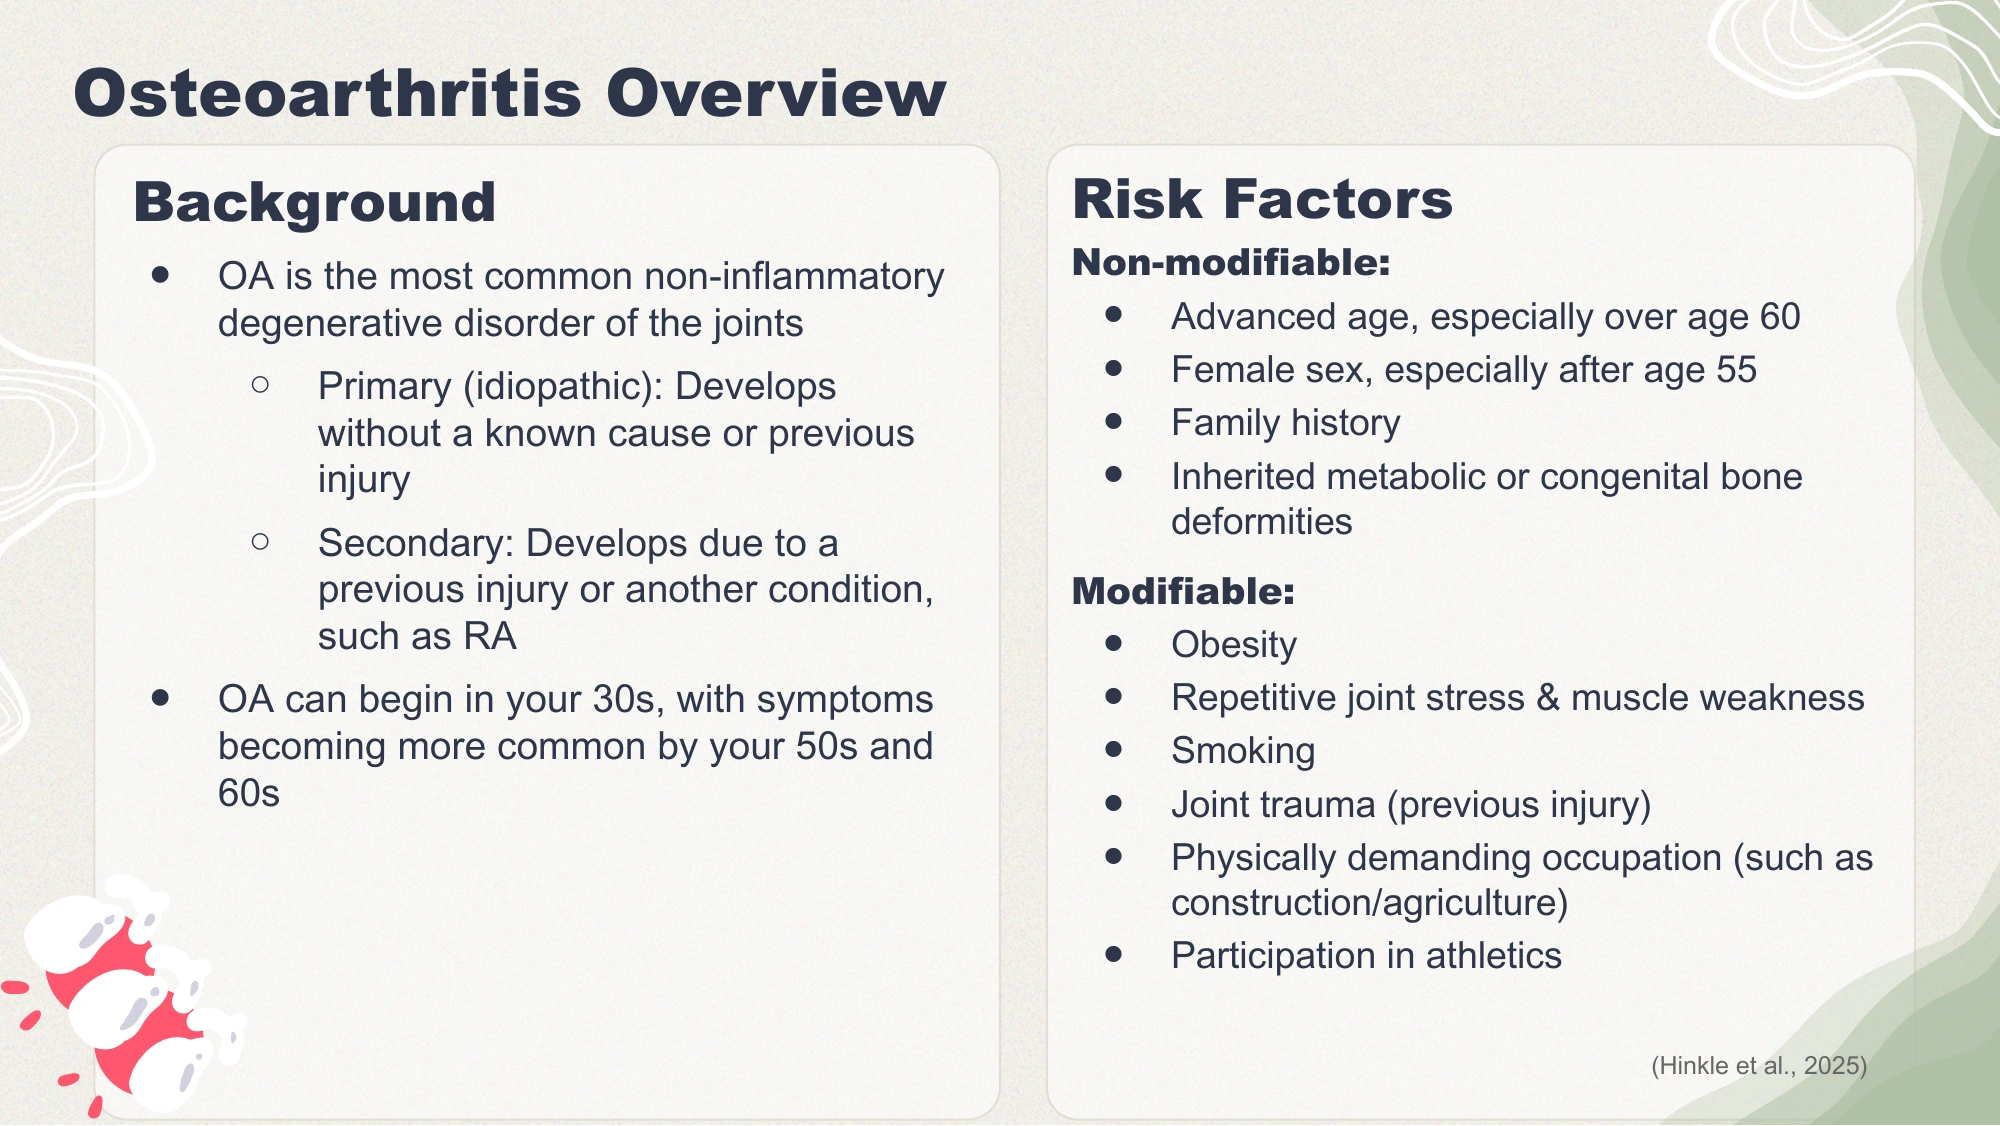 Osteoarthritis Overview
Background
● OA is the most common non-inflammatory
degenerative disorder of the joints
○ Primary (idiopathic): Develops
without a known cause or previous
injury
○ Secondary: Develops due to a
previous injury or another condition,
such as RA
● OA can begin in your 30s, with symptoms
becoming more common by your 50s and
60s
Risk Factors
Non-modifiable:
● Advanced age, especially over age 60
● Female sex, especially after age 55
● Family history
● Inherited metabolic or congenital bone
deformities
Modifiable:
● Obesity
● Repetitive joint stress & muscle weakness
● Smoking
● Joint trauma (previous injury)
● Physically demanding occupation (such as
construction/agriculture)
● Participation in athletics
(Hinkle et al., 2025)